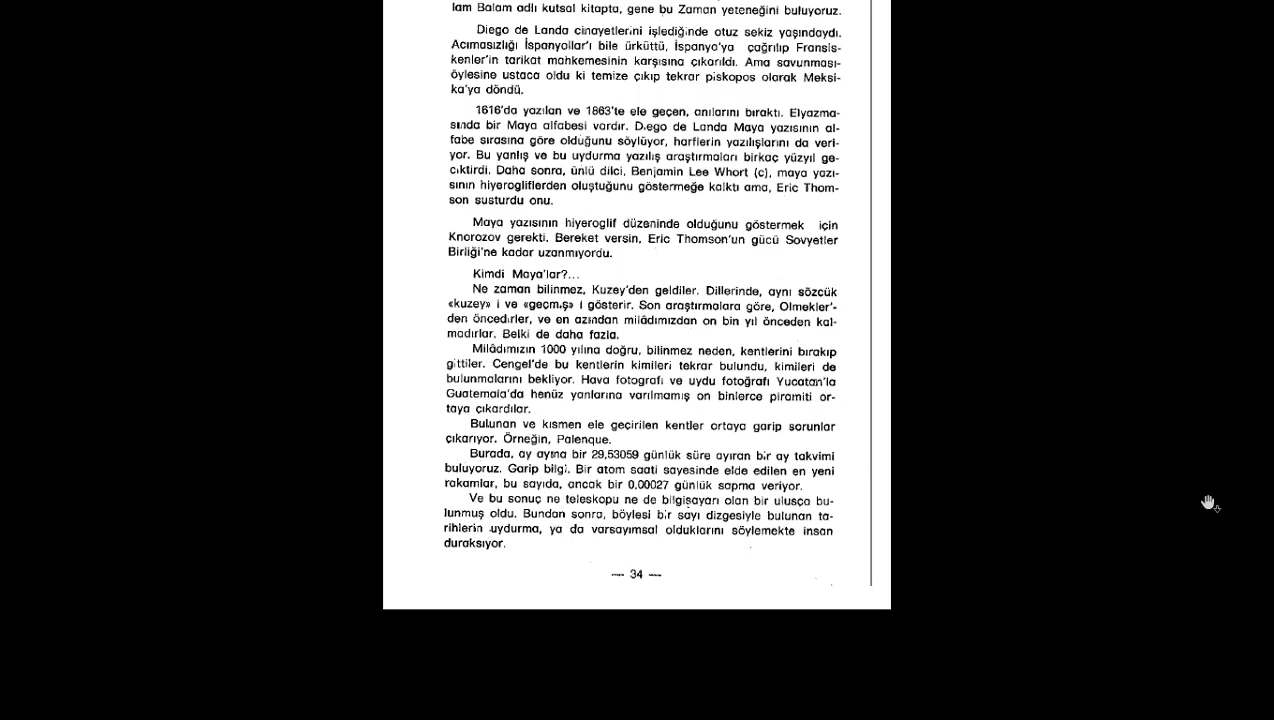 lam Balam adlı kutsal kitapta, gene bu Zaman yeteneğini buluyoruz.
Diego de Landa cinayetlerini işlediğinde otuz sekiz yaşındaydı.
Acımasızlığı İspanyollar'ı bile ürküttü, İspanya'ya çağrılıp Fransis-
kenler'in tarikat mahkemesinin karşısına çıkarıldı. Ama savunması-
öylesine ustaca oldu ki temize çıkıp tekrar piskopos olarak Meksi-
ka'ya döndü.
1616'da yazılan ve 1863'te ele geçen, anılarını bıraktı. Elyazma-
sında bir Maya alfabesi vardır. Diego de Landa Maya yazısının al-
fabe sırasına göre olduğunu söylüyor, harflerin yazılışlarını da veri-
yor. Bu yanlış ve bu uydurma yazılış araştırmaları birkaç yüzyıl ge-
ciktirdi. Daha sonra, ünlü dilci, Benjamin Lee Whort (c), maya yazı-
sının hiyerogliflerden oluştuğunu göstermeğe kalktı ama, Eric Thom-
son susturdu onu.
Maya yazısının hiyeroglif düzeninde olduğunu göstermek için
Knorozov gerekti. Bereket versin, Eric Thomson'un gücü Sovyetler
Birliği'ne kadar uzanmıyordu.
Kimdi Maya'lar?...
Ne zaman bilinmez, Kuzey'den geldiler. Dillerinde, aynı sözcük
«kuzey» i ve «geçmiş» i gösterir. Son araştırmalara göre, Olmekler'-
den öncedirler, ve en azından milâdımızdan on bin yıl önceden kal-
madırlar. Belki de daha fazla.
Milâdımızın 1000 yılına doğru, bilinmez neden, kentlerini bırakıp
gittiler. Cengel'de bu kentlerin kimileri tekrar bulundu, kimileri de
bulunmalarını bekliyor. Hava fotografı ve uydu fotoğrafı Yucatan'la
Guatemala'da henüz yanlarına varılmamış on binlerce piramiti or-
taya çıkardılar.
Bulunan ve kısmen ele geçirilen kentler ortaya garip sorunlar
çıkarıyor. Örneğin, Palenque.
Burada, ay ayına bir 29,53059 günlük süre ayıran bir ay takvimi
buluyoruz. Garip bilgi. Bir atom saati sayesinde elde edilen en yeni
rakamlar, bu sayıda, ancak bir 0,00027 günlük sapma veriyor.
Ve bu sonuç ne teleskopu ne de bilgisayarı olan bir ulusça bu-
lunmuş oldu. Bundan sonra, böylesi bir sayı dizgesiyle bulunan ta-
rihlerin uydurma, ya da varsayımsal olduklarını söylemekte insan
duraksıyor.
— 34 —